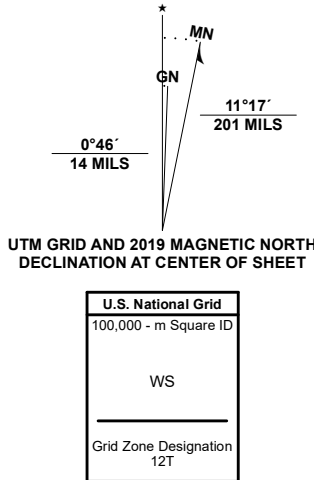 ★
MN
GN
11°17´
201 MILS
0°46´
14 MILS
UTM GRID AND 2019 MAGNETIC NORTH
DECLINATION AT CENTER OF SHEET
U.S. National Grid
100,000 - m Square ID
WS
Grid Zone Designation
12T